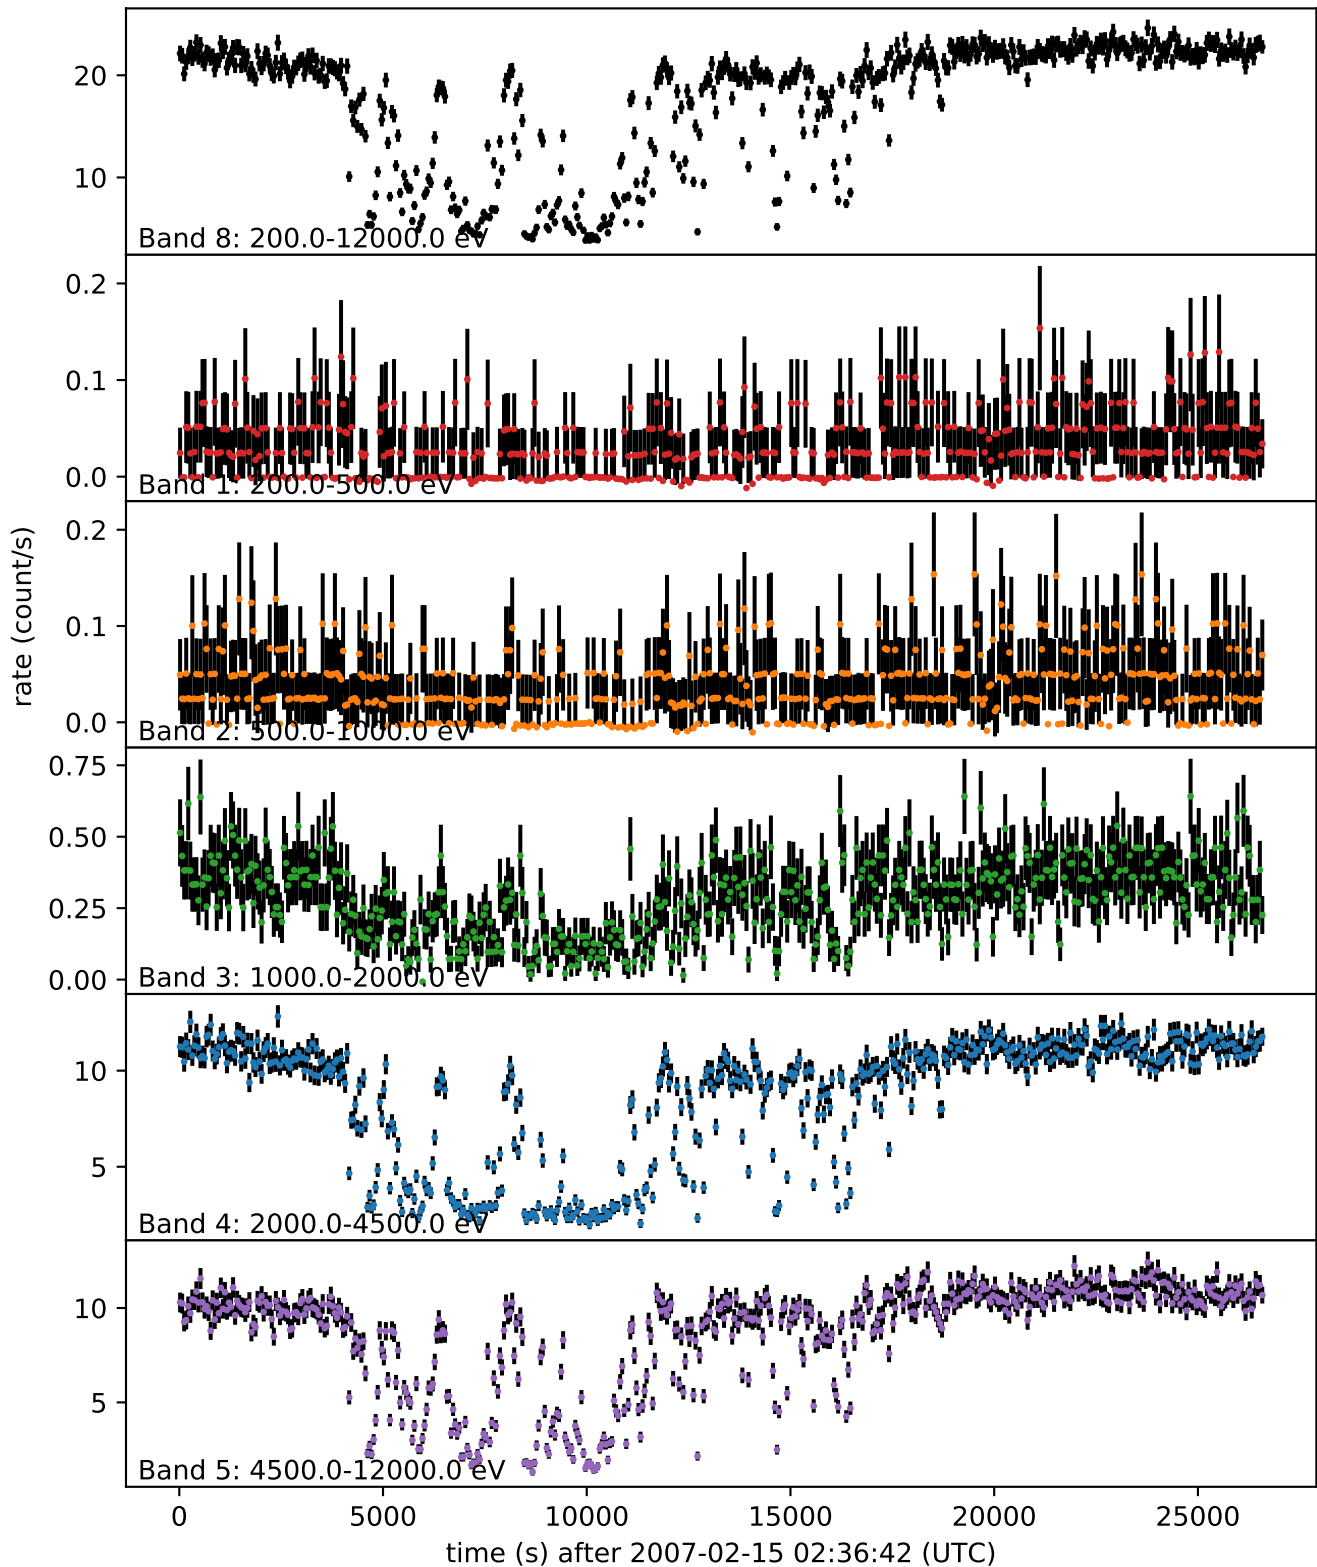 20
10
Band 8: 200.0-12000.0 eV
0.2
0.1
0.0
Band 1: 200.0-500.0 eV
rate (count/s)
0.2
0.1
0.0
Band 2: 500.0-1000.0 eV
0.75
0.50
0.25
0.00
Band 3: 1000.0-2000.0 eV
10
5
Band 4: 2000.0-4500.0 eV
10
5
Band 5: 4500.0-12000.0 eV
0 5000 10000 15000 20000 25000
time (s) after 2007-02-15 02:36:42 (UTC)